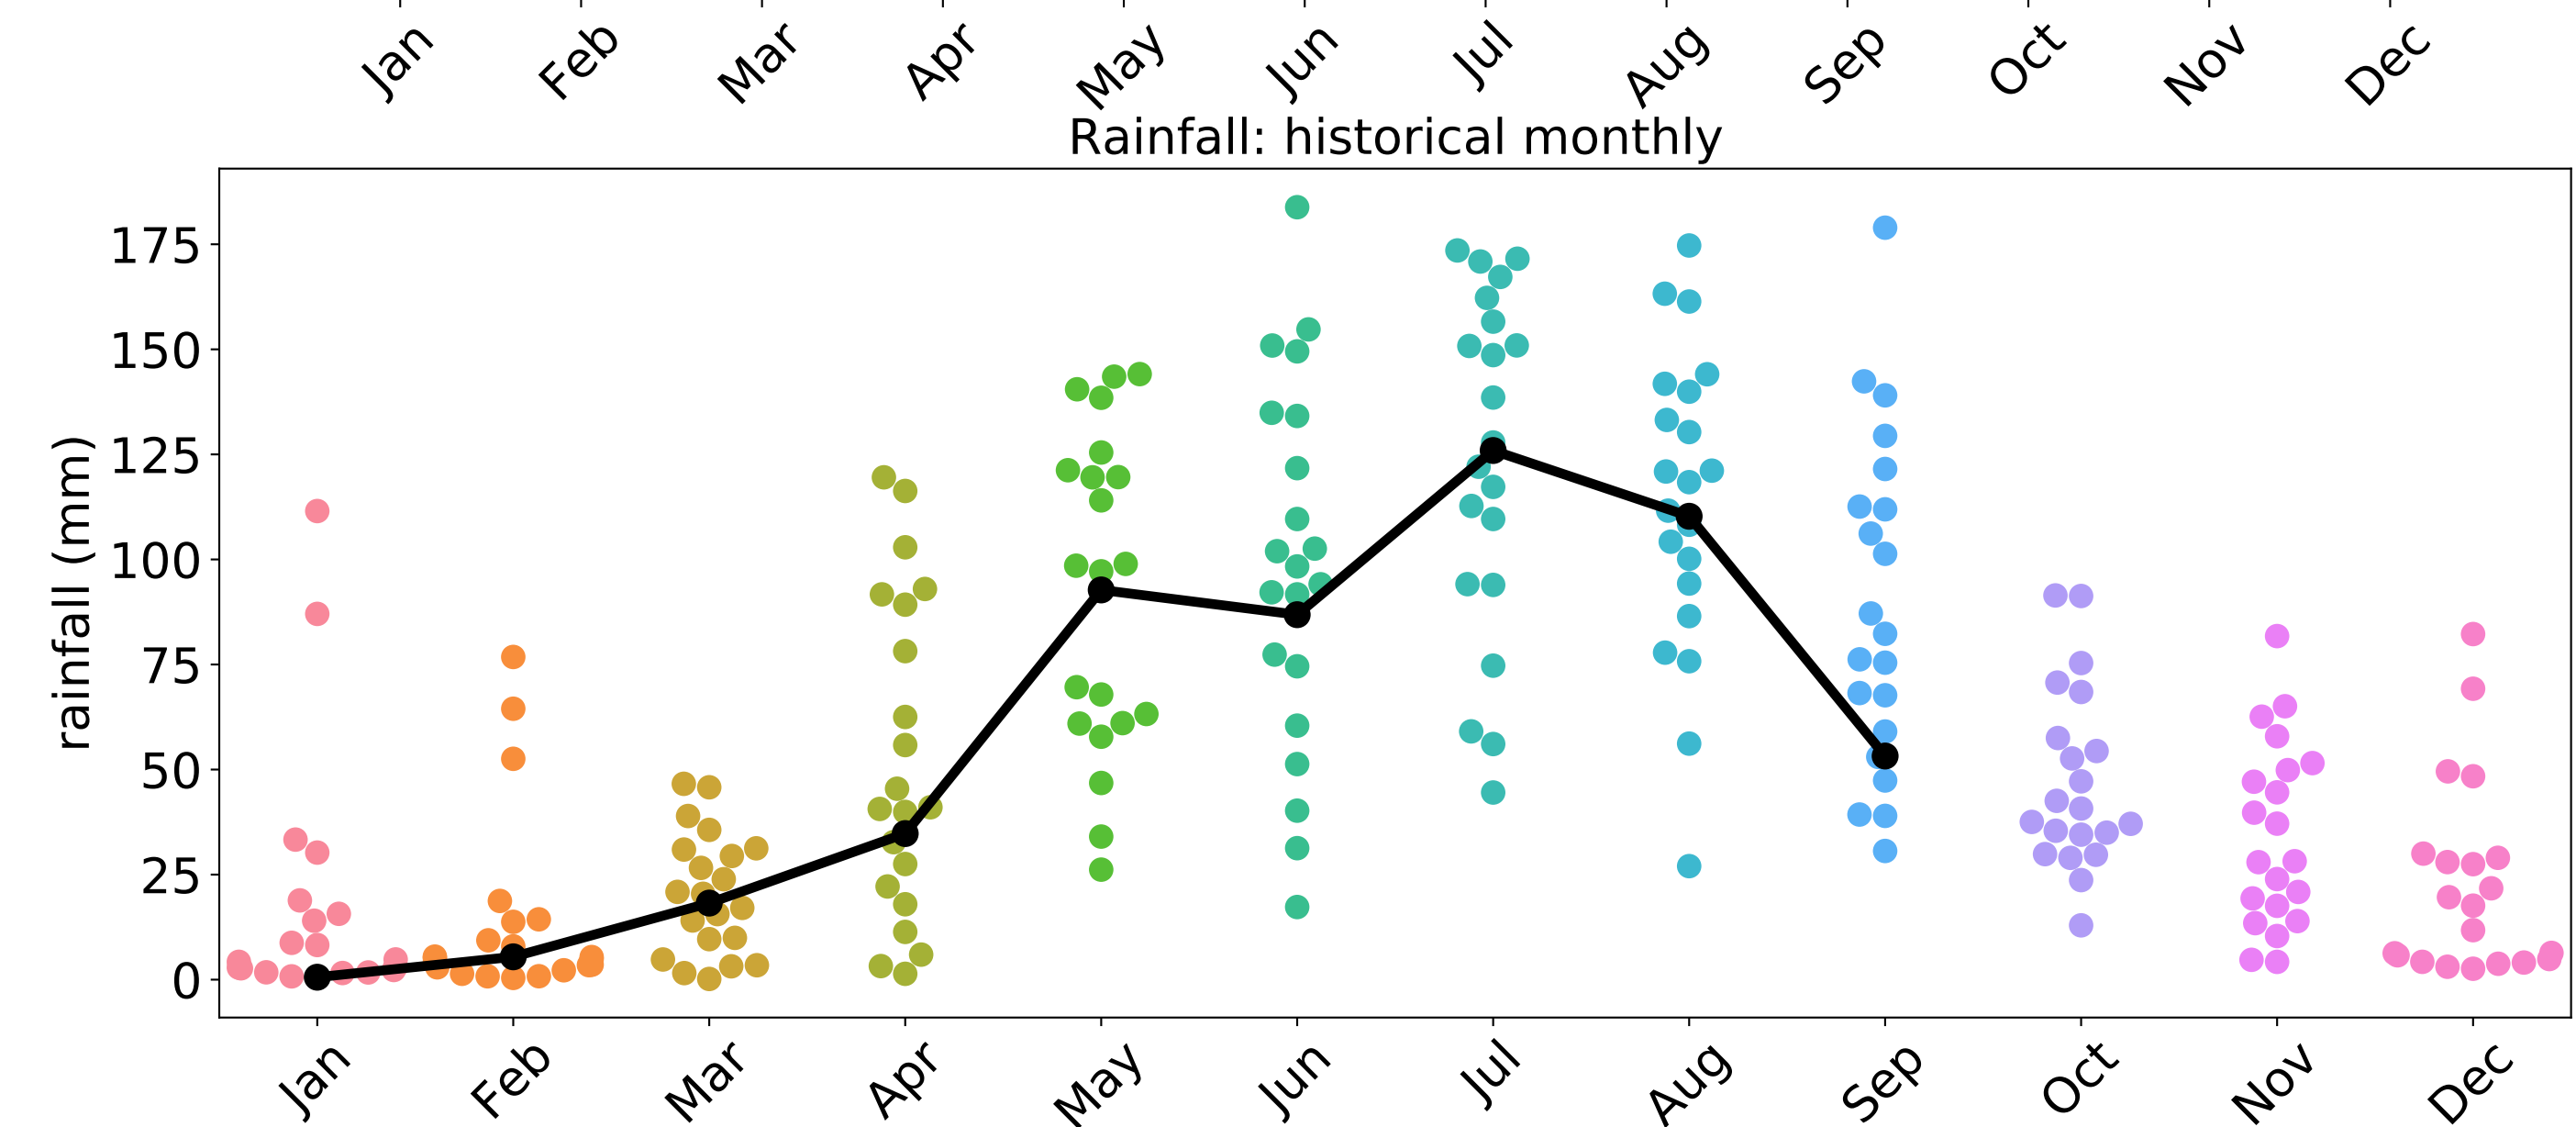 Jan Feb Mar Apr May Jun Jul Aug Sep Oct Nov Dec
Rainfall: historical monthly
rainfall (mm)
175
150
125
100
75
50
25
0
Jan Feb Mar Apr May Jun Jul Aug Sep Oct Nov Dec